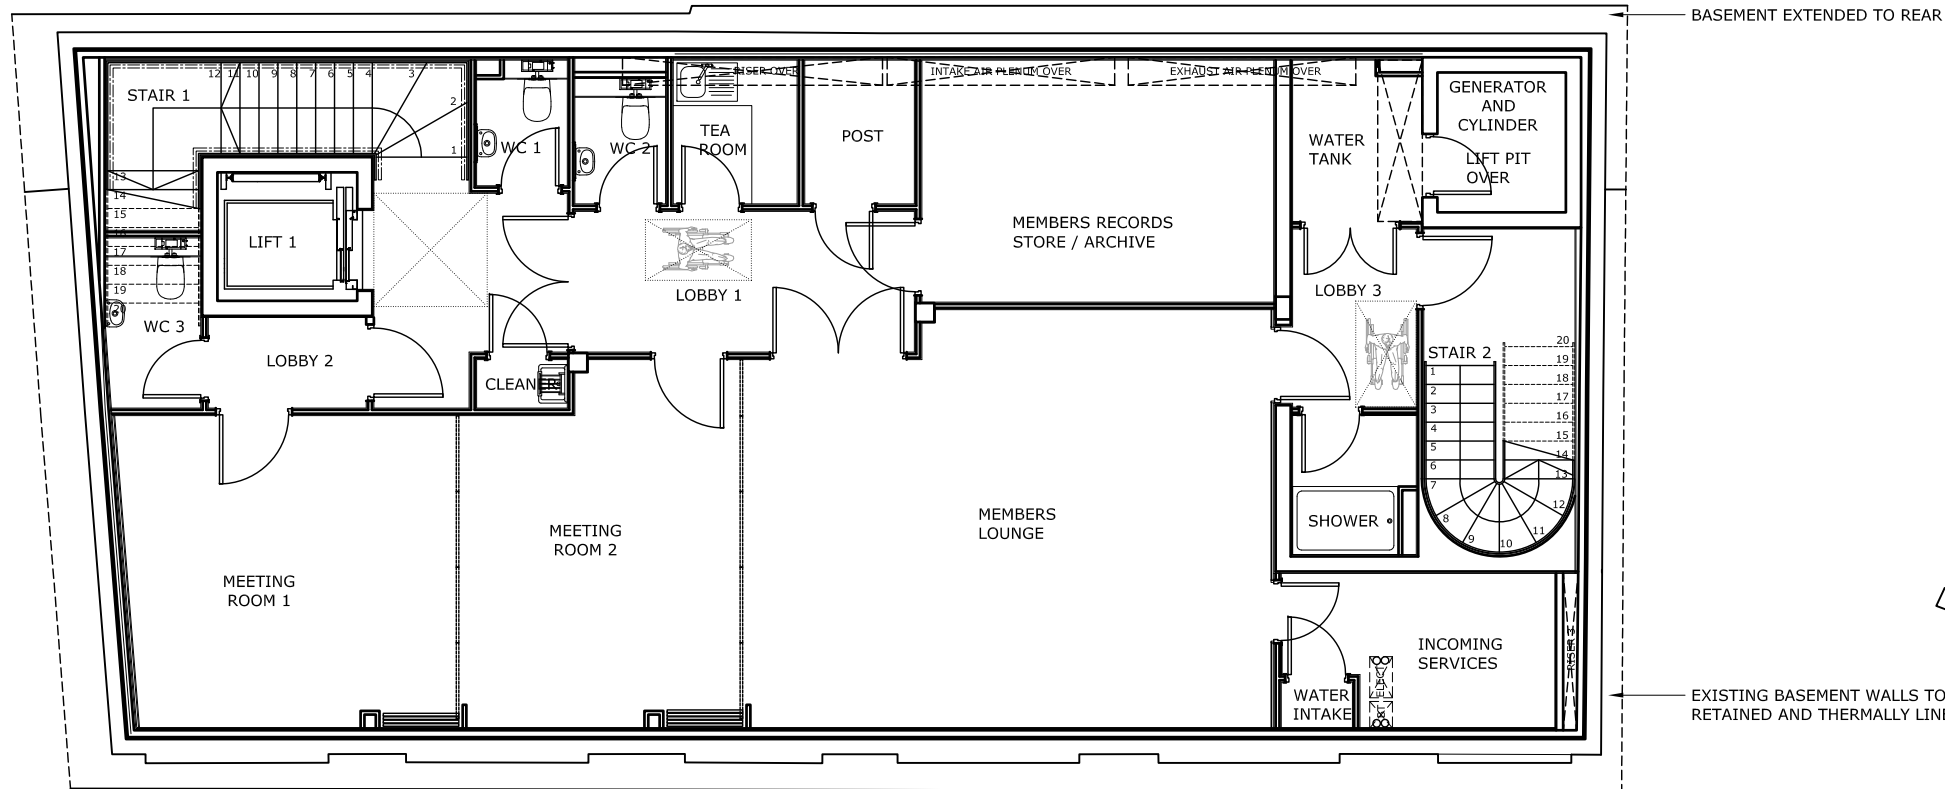 BASEMENT EXTENDED TO REAR
12 11 10 9 8 7 6 5 4 3
2
1
STAIR 1
13
14
15
17
18
19
LIFT 1
WC 1
WC 2
WC 3
RISER OVER
INTAKE AIR PLENUM OVER
EXHAUST AIR PLENUM OVER
TEA
ROOM
POST
MEMBERS RECORDS
STORE / ARCHIVE
WATER
TANK
GENERATOR
AND
CYLINDER
LIFT PIT
OVER
LOBBY 1
LOBBY 2
LOBBY 3
CLEANER
STAIR 2
1
2
3
4
5
6
7
8
9
10
11
12
13
14
15
16
17
18
19
20
SHOWER
MEMBERS
LOUNGE
MEETING
ROOM 2
MEETING
ROOM 1
INCOMING
SERVICES
WATER
INTAKE
ELECT
BT
RISER 3
EXISTING BASEMENT WALLS TO
RETAINED AND THERMALLY LINE